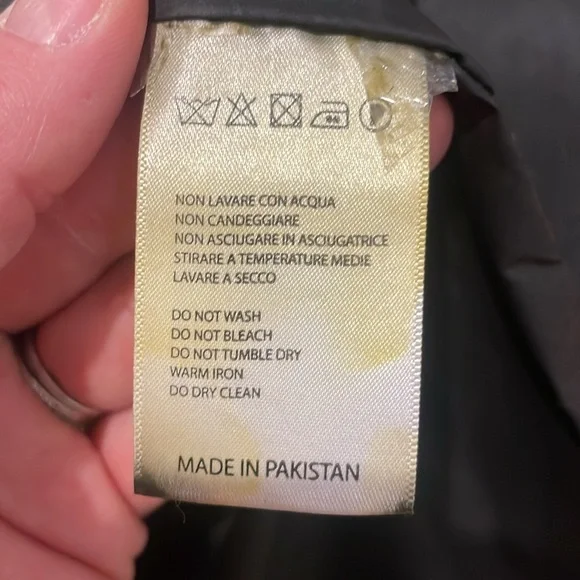 NON LAVARE CON ACQUA
NON CANDEGGIARE
NON ASCIUGARE IN ASCIUGATRICE
STIRARE A TEMPERATURE MEDIE
LAVARE A SECCO
DO NOT WASH
DO NOT BLEACH
DO NOT TUMBLE DRY
WARM IRON
DO DRY CLEAN
MADE IN PAKISTAN